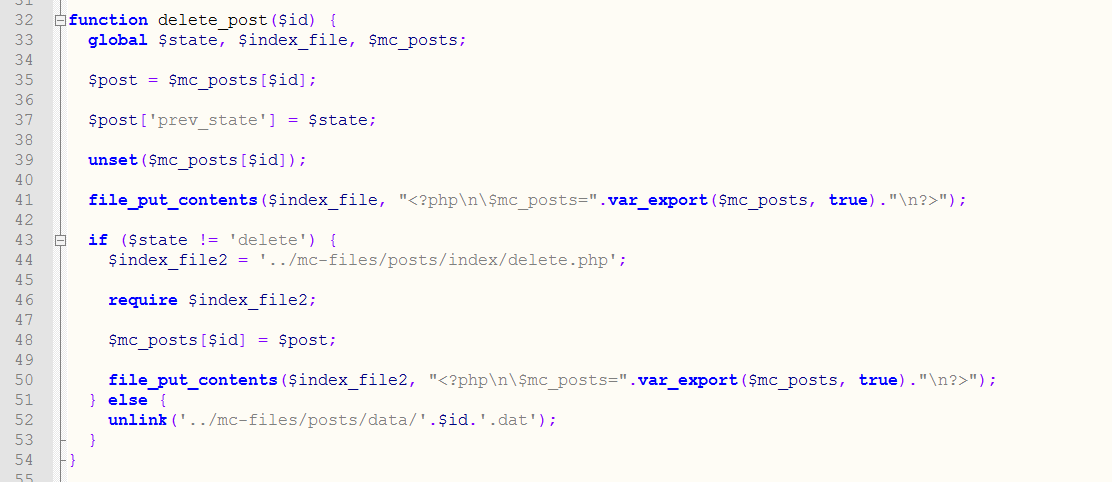 32 function delete_post($id) {
33   global $state, $index_file, $mc_posts;
34
35   $post = $mc_posts[$id];
36
37   $post['prev_state'] = $state;
38
39   unset($mc_posts[$id]);
40
41   file_put_contents($index_file, "<?php\n\$mc_posts=".var_export($mc_posts, true)."\n?>");
42
43   if ($state != 'delete') {
44     $index_file2 = '../mc-files/posts/index/delete.php';
45
46     require $index_file2;
47
48     $mc_posts[$id] = $post;
49
50     file_put_contents($index_file2, "<?php\n\$mc_posts=".var_export($mc_posts, true)."\n?>");
51   } else {
52     unlink('../mc-files/posts/data/'.$id.'.dat');
53   }
54 }